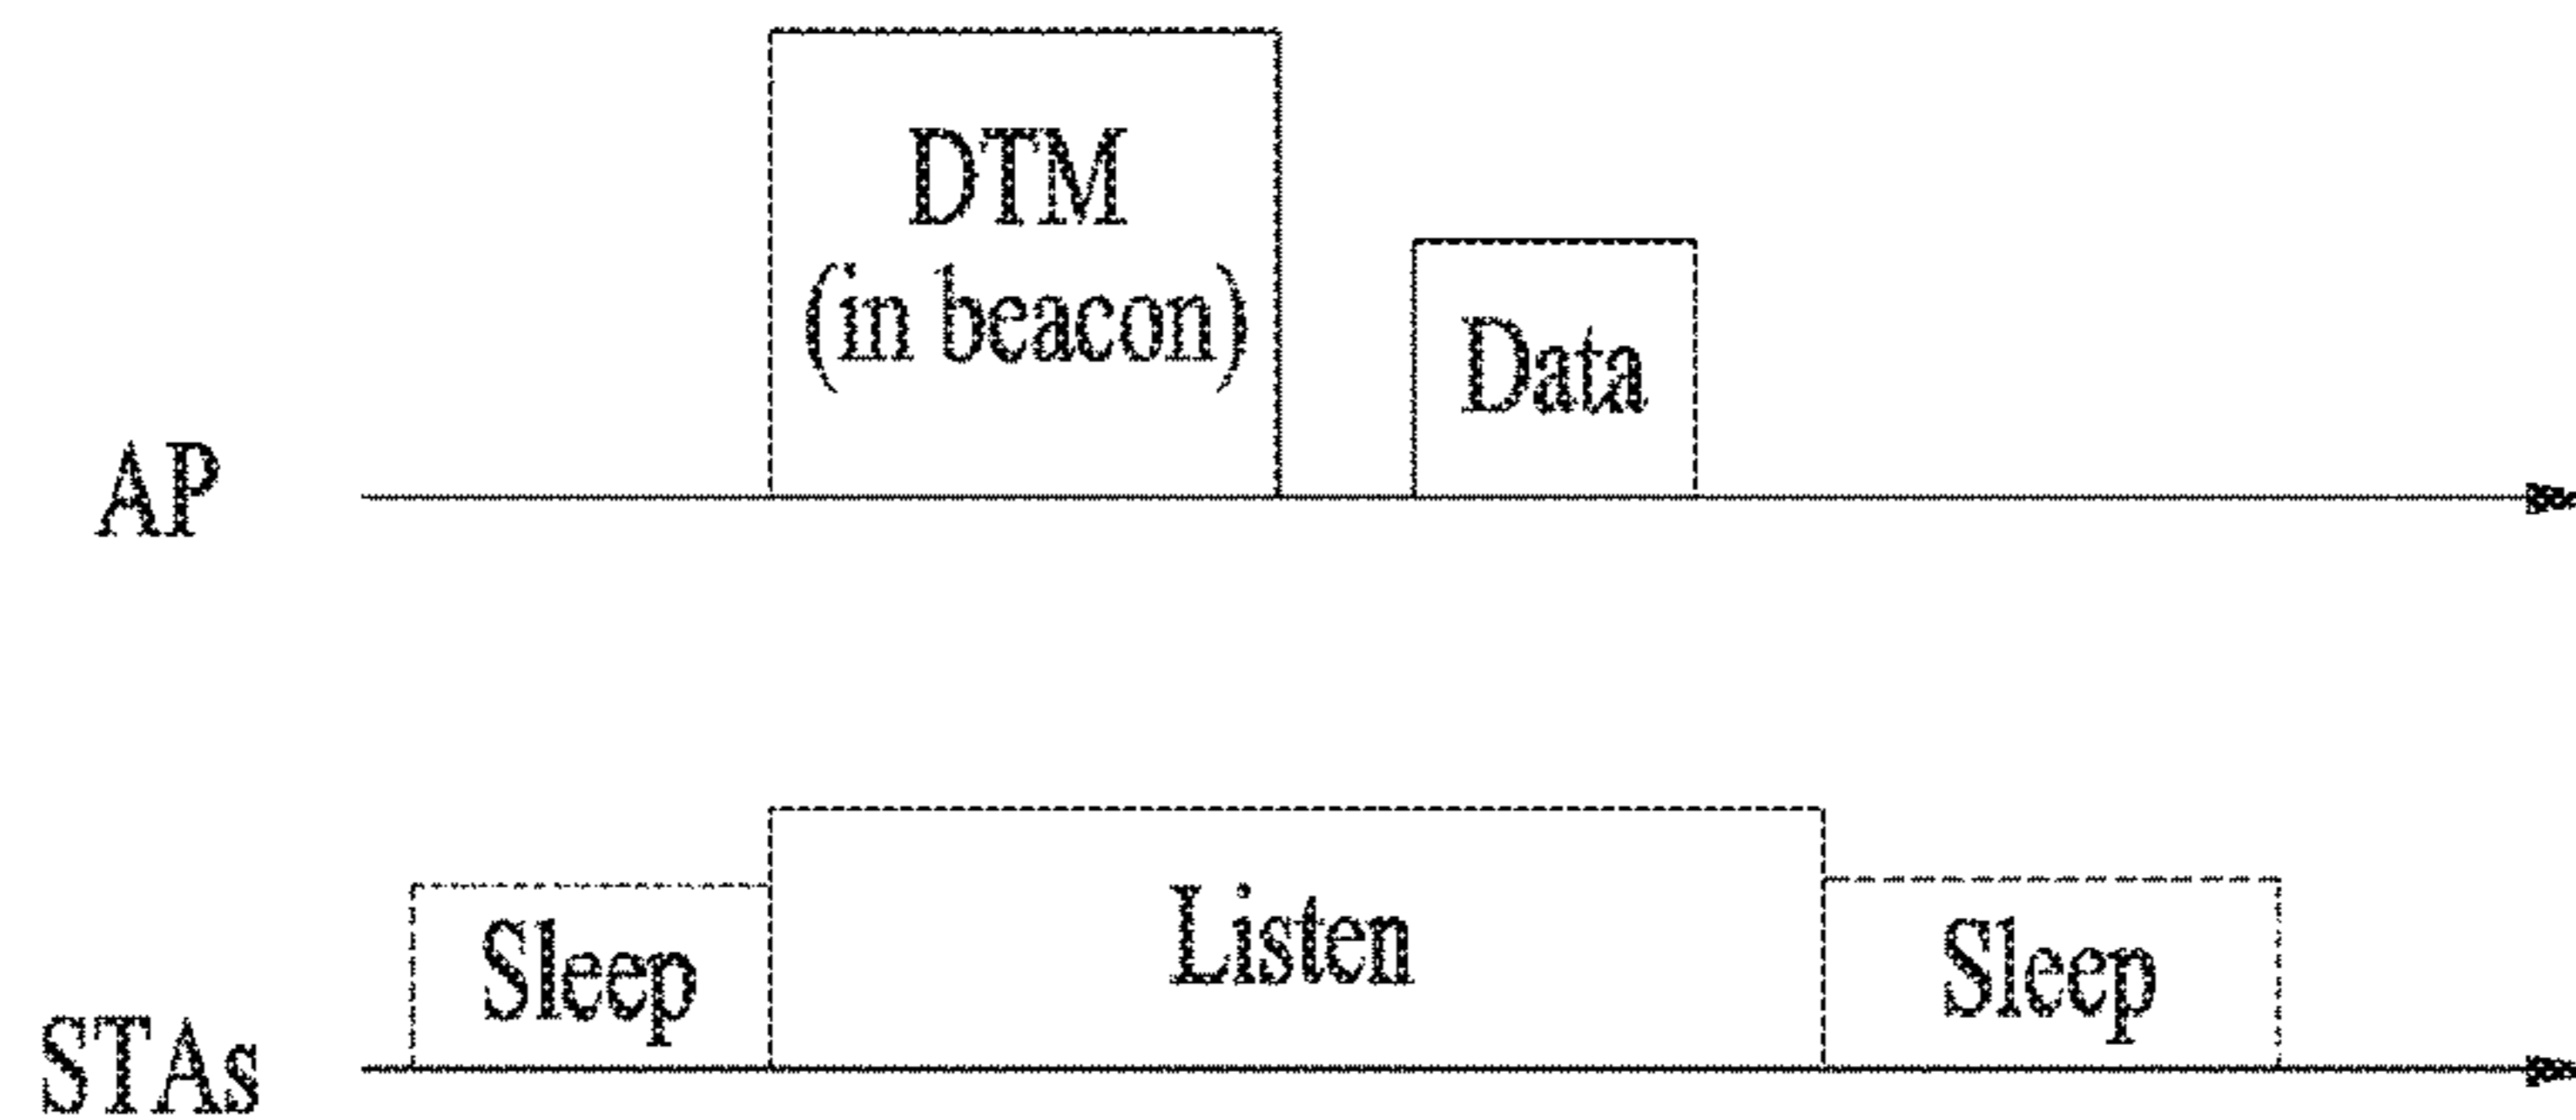 DTM
(in beacon)
Data
AP
Sleep
Listen
Sleep
STAs